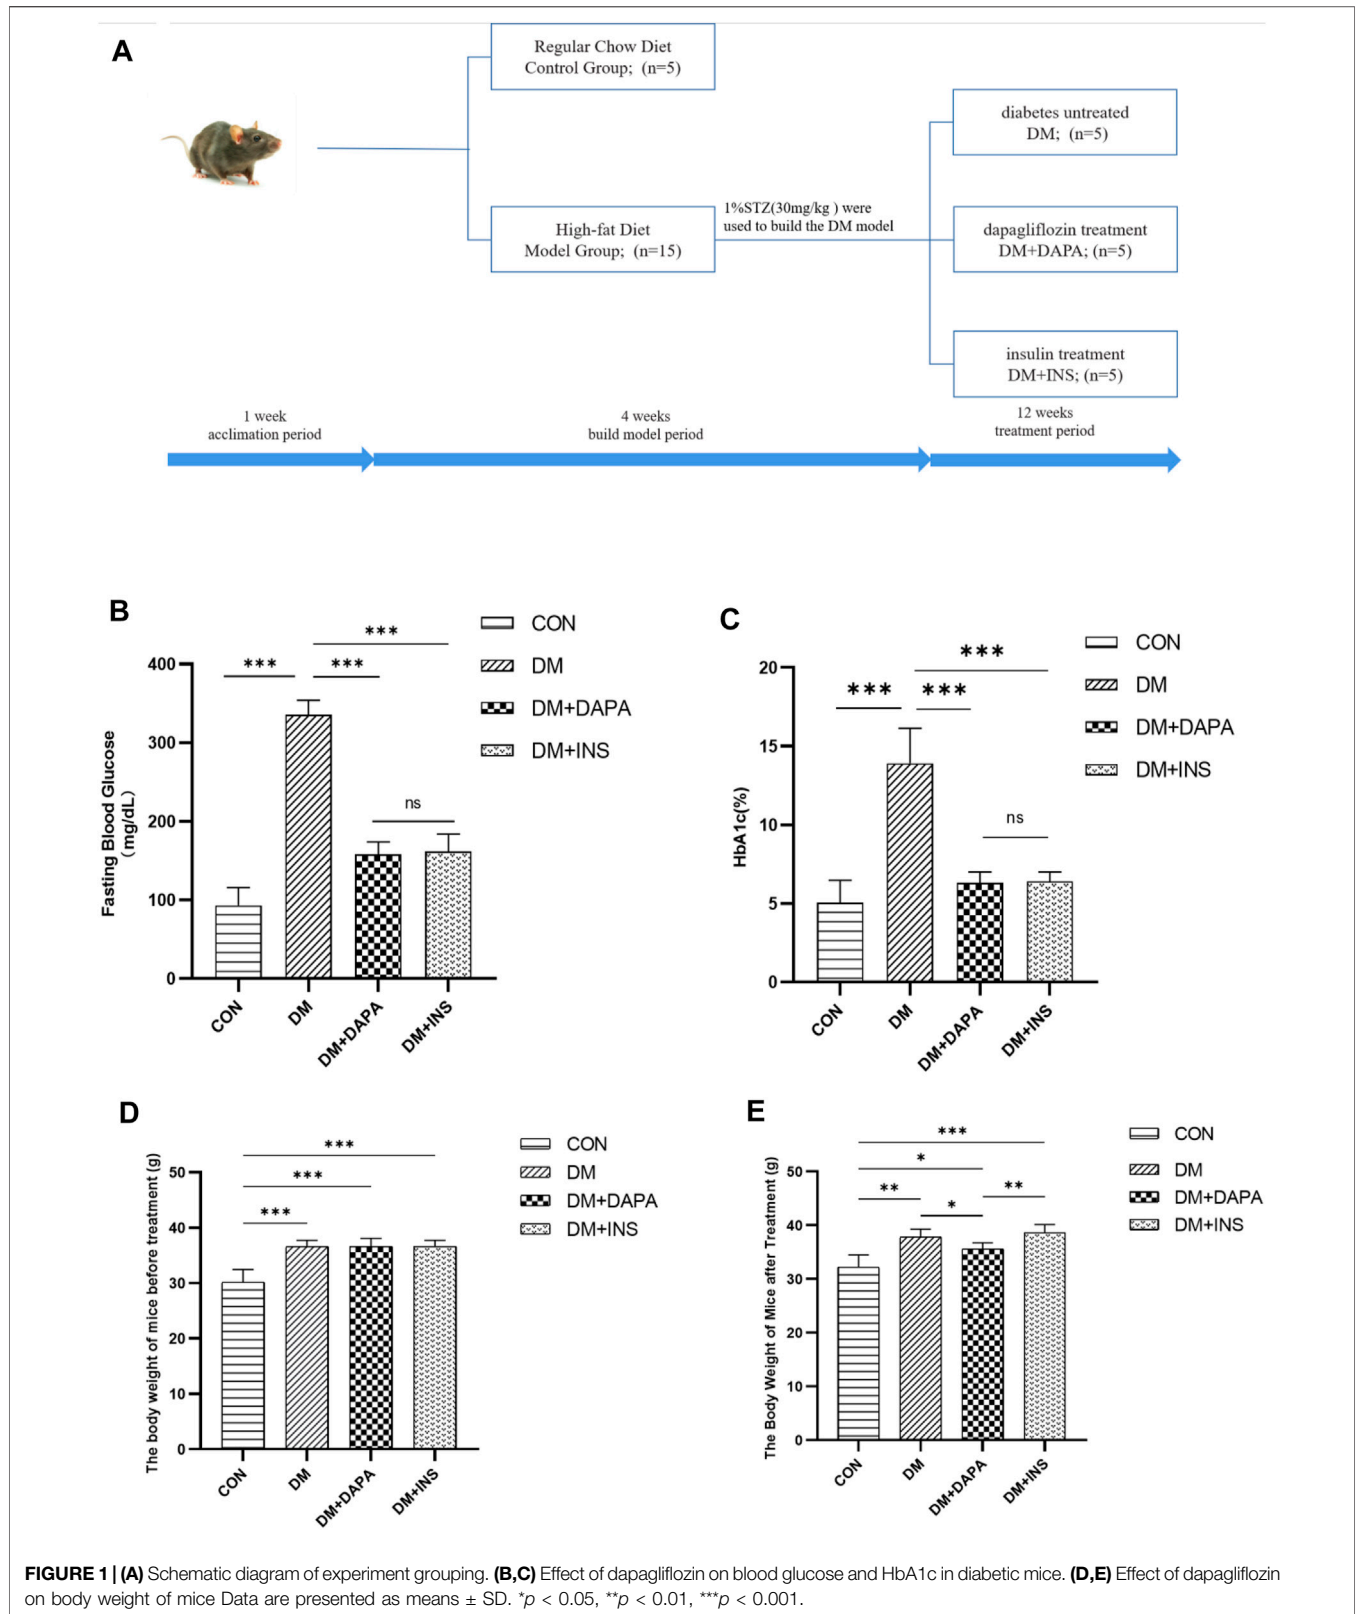 A
Regular Chow Diet
Control Group; (n=5)
diabetes untreated
DM; (n=5)
High-fat Diet
Model Group; (n=15)
1%STZ(30mg/kg ) were
used to build the DM model
dapagliflozin treatment
DM+DAPA; (n=5)
insulin treatment
DM+INS; (n=5)
1 week
acclimation period
4 weeks
build model period
12 weeks
treatment period
B
Fasting Blood Glucose
(mg/dL)
400
300
200
100
0
***
***
***
ns
CON
DM
DM+DAPA
DM+INS
CON
DM
DM+DAPA
DM+INS
C
HbA1c(%)
20
15
10
5
0
***
***
***
ns
CON
DM
DM+DAPA
DM+INS
CON
DM
DM+DAPA
DM+INS
D
The body weight of mice before treatment (g)
50
40
30
20
10
0
***
***
***
CON
DM
DM+DAPA
DM+INS
CON
DM
DM+DAPA
DM+INS
E
The Body Weight of Mice after Treatment (g)
50
40
30
20
10
0
***
*
**
**
*
CON
DM
DM+DAPA
DM+INS
CON
DM
DM+DAPA
DM+INS
FIGURE 1 | (A) Schematic diagram of experiment grouping. (B,C) Effect of dapagliflozin on blood glucose and HbA1c in diabetic mice. (D,E) Effect of dapagliflozin
on body weight of mice Data are presented as means ± SD. *p < 0.05, **p < 0.01, ***p < 0.001.